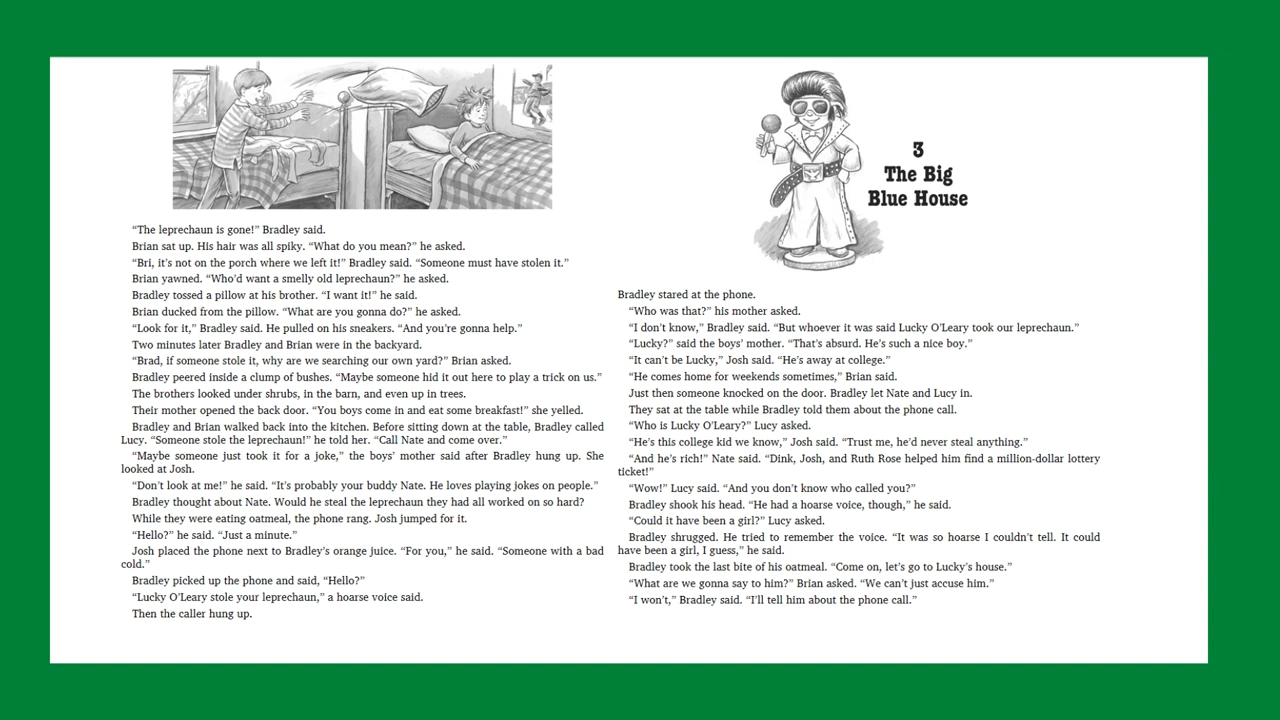 “The leprechaun is gone!” Bradley said.
Brian sat up. His hair was all spiky. “What do you mean?” he asked.
“Bri, it’s not on the porch where we left it!” Bradley said. “Someone must have stolen it.”
Brian yawned. “Who’d want a smelly old leprechaun?” he asked.
Bradley tossed a pillow at his brother. “I want it!” he said.
Brian ducked from the pillow. “What are you gonna do?” he asked.
“Look for it,” Bradley said. He pulled on his sneakers. “And you’re gonna help.”
Two minutes later Bradley and Brian were in the backyard.
“Brad, if someone stole it, why are we searching our own yard?” Brian asked.
Bradley peered inside a clump of bushes. “Maybe someone hid it out here to play a trick on us.”
The brothers looked under shrubs, in the barn, and even up in trees.
Their mother opened the back door. “You boys come in and eat some breakfast!” she yelled.
Bradley and Brian walked back into the kitchen. Before sitting down at the table, Bradley called
Lucy. “Someone stole the leprechaun!” he told her. “Call Nate and come over.”
“Maybe someone just took it for a joke,” the boys’ mother said after Bradley hung up. She
looked at Josh.
“Don’t look at me!” he said. “It’s probably your buddy Nate. He loves playing jokes on people.”
Bradley thought about Nate. Would he steal the leprechaun they had all worked on so hard?
While they were eating oatmeal, the phone rang. Josh jumped for it.
“Hello?” he said. “Just a minute.”
Josh placed the phone next to Bradley’s orange juice. “For you,” he said. “Someone with a bad
cold.”
Bradley picked up the phone and said, “Hello?”
“Lucky O’Leary stole your leprechaun,” a hoarse voice said.
Then the caller hung up.
3
The Big
Blue House
Bradley stared at the phone.
“Who was that?” his mother asked.
“I don’t know,” Bradley said. “But whoever it was said Lucky O’Leary took our leprechaun.”
“Lucky?” said the boys’ mother. “That’s absurd. He’s such a nice boy.”
“It can’t be Lucky,” Josh said. “He’s away at college.”
“He comes home for weekends sometimes,” Brian said.
Just then someone knocked on the door. Bradley let Nate and Lucy in.
They sat at the table while Bradley told them about the phone call.
“Who is Lucky O’Leary?” Lucy asked.
“He’s this college kid we know,” Josh said. “Trust me, he’d never steal anything.”
“And he’s rich!” Nate said. “Dink, Josh, and Ruth Rose helped him find a million-dollar lottery
ticket!”
“Wow!” Lucy said. “And you don’t know who called you?”
Bradley shook his head. “He had a hoarse voice, though,” he said.
“Could it have been a girl?” Lucy asked.
Bradley shrugged. He tried to remember the voice. “It was so hoarse I couldn’t tell. It could
have been a girl, I guess,” he said.
Bradley took the last bite of his oatmeal. “Come on, let’s go to Lucky’s house.”
“What are we gonna say to him?” Brian asked. “We can’t just accuse him.”
“I won’t,” Bradley said. “I’ll tell him about the phone call.”